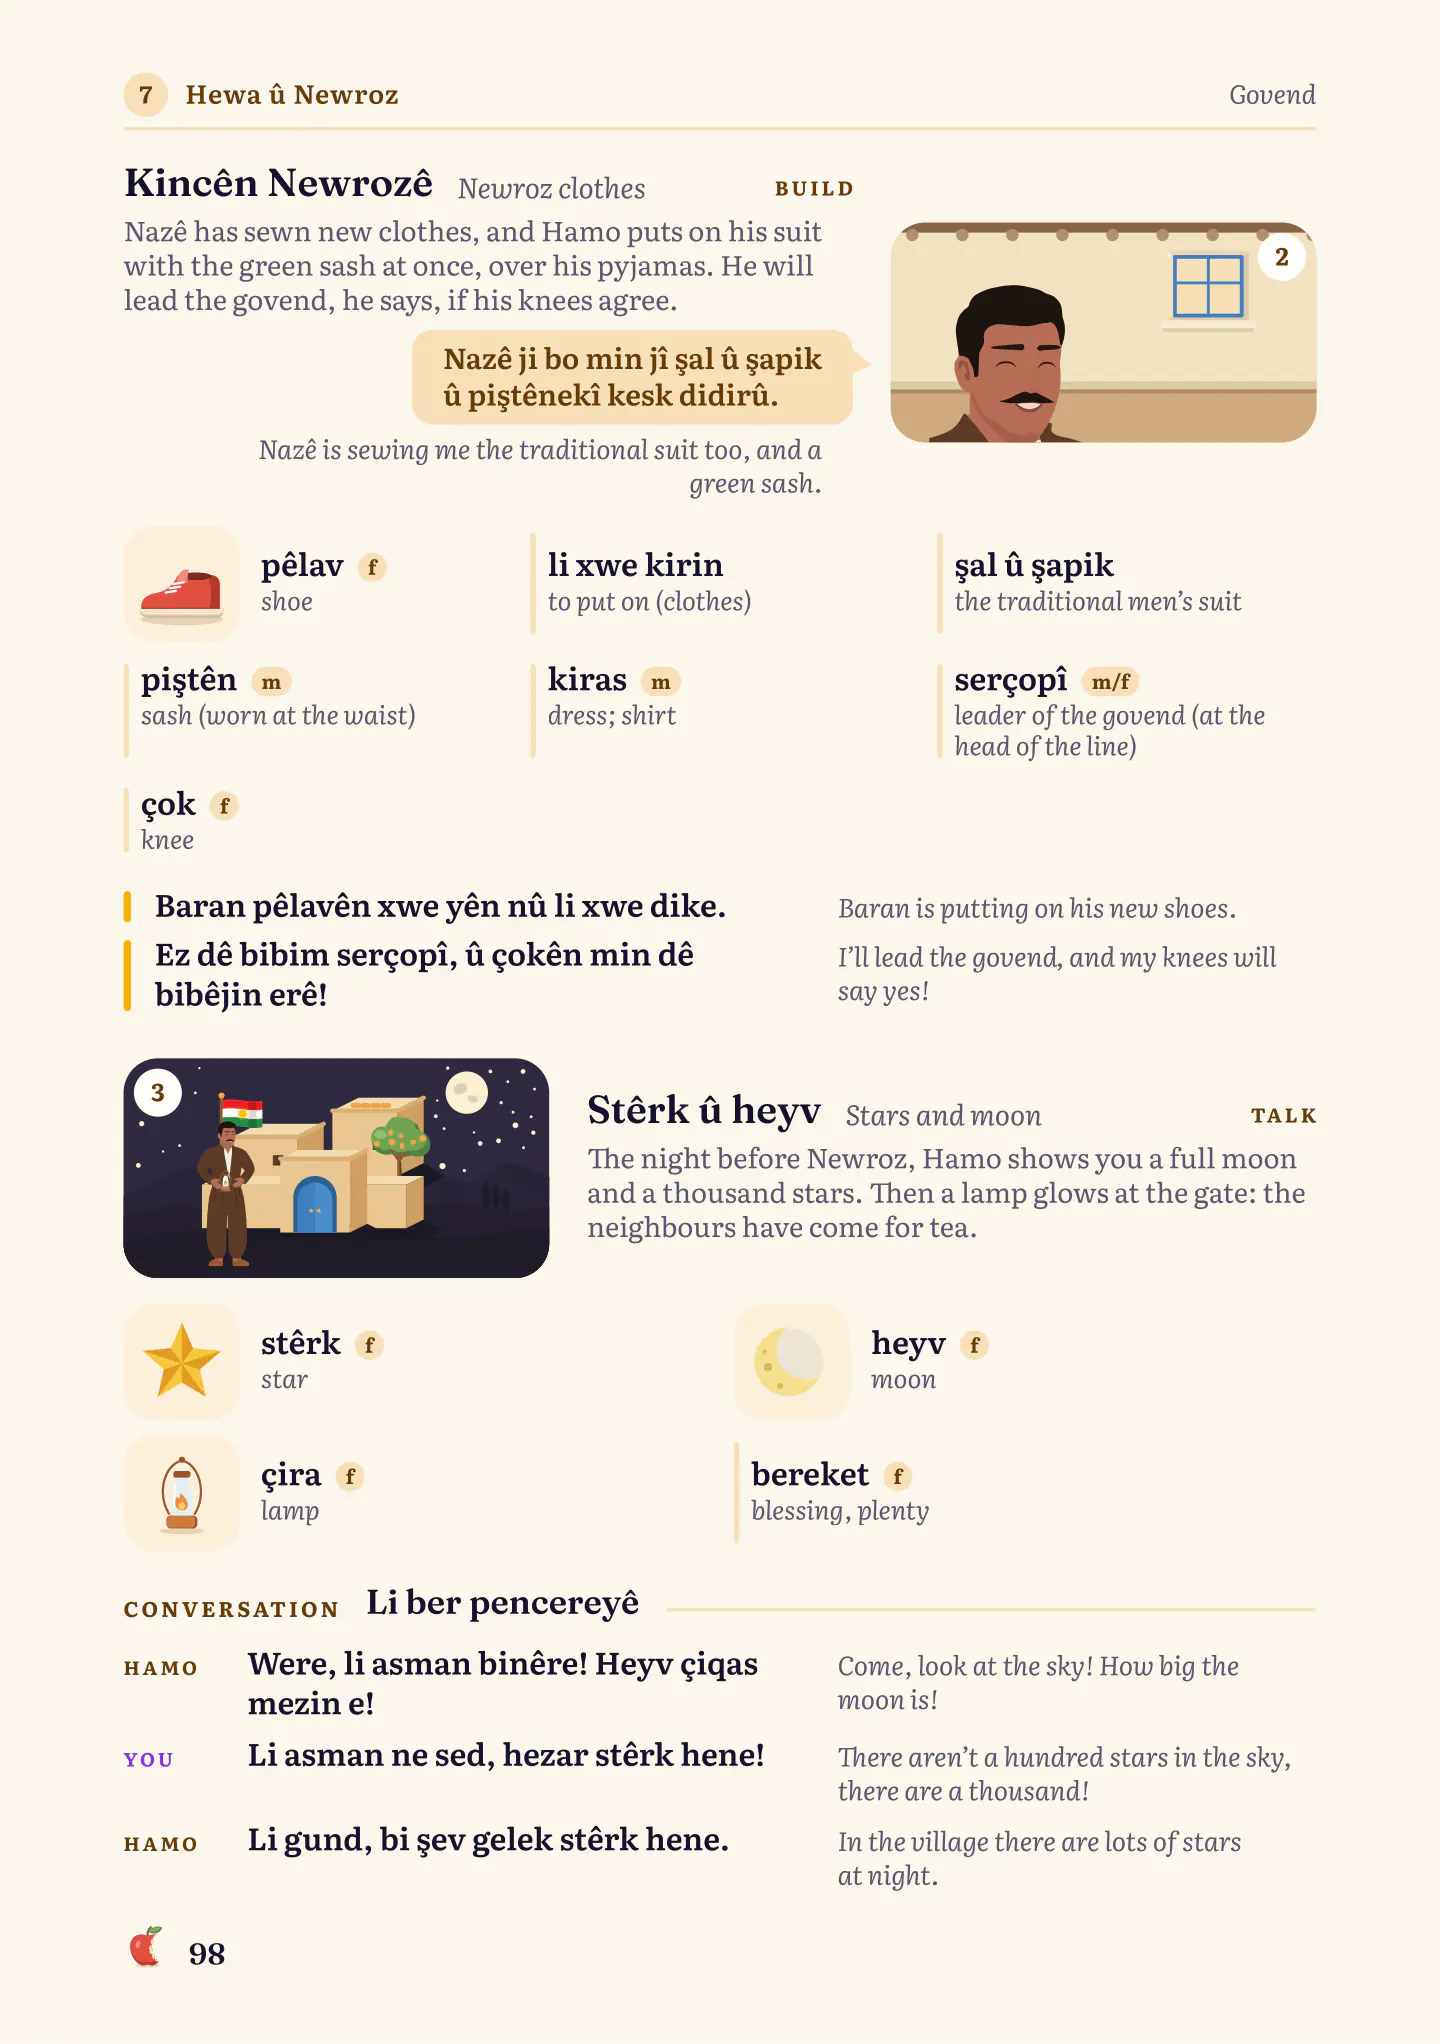 7 Hewa û Newroz
Govend
Kincên Newrozê Newroz clothes BUILD
Nazê has sewn new clothes, and Hamo puts on his suit
with the green sash at once, over his pyjamas. He will
lead the govend, he says, if his knees agree.
2
Nazê ji bo min jî şal û şapik
û piştênekî kesk didirû.
Nazê is sewing me the traditional suit too, and a
green sash.
pêlav f
shoe
li xwe kirin
to put on (clothes)
şal û şapik
the traditional men’s suit
piştên m
sash (worn at the waist)
kiras m
dress; shirt
serçopî m/f
leader of the govend (at the
head of the line)
çok f
knee
Baran pêlavên xwe yên nû li xwe dike.
Baran is putting on his new shoes.
Ez dê bibim serçopî, û çokên min dê
bibêjin erê!
I’ll lead the govend, and my knees will
say yes!
3
Stêrk û heyv Stars and moon TALK
The night before Newroz, Hamo shows you a full moon
and a thousand stars. Then a lamp glows at the gate: the
neighbours have come for tea.
stêrk f
star
heyv f
moon
çira f
lamp
bereket f
blessing, plenty
CONVERSATION Li ber pencereyê
HAMO
Were, li asman binêre! Heyv çiqas
mezin e!
Come, look at the sky! How big the
moon is!
YOU
Li asman ne sed, hezar stêrk hene!
There aren’t a hundred stars in the sky,
there are a thousand!
HAMO
Li gund, bi şev gelek stêrk hene.
In the village there are lots of stars
at night.
98